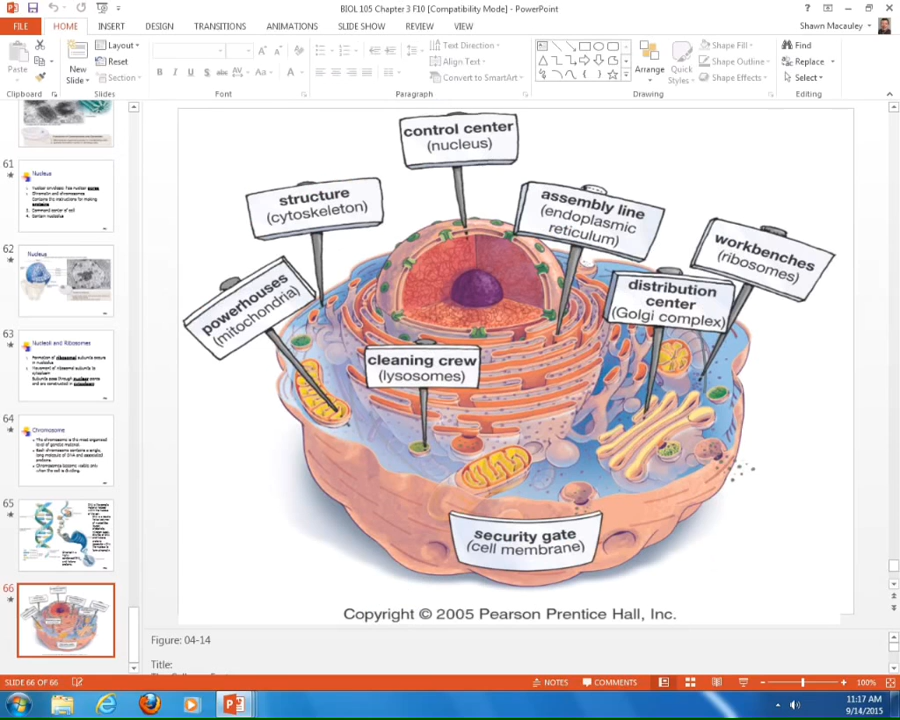 BIOL 105 Chapter 3 F10 [Compatibility Mode] - PowerPoint
FILE HOME INSERT DESIGN TRANSITIONS ANIMATIONS SLIDE SHOW REVIEW VIEW
Shawn Macauley
Paste
Clipboard
New
Slide
Layout
Reset
Section
Slides
Font
Text Direction
Align Text
Convert to SmartArt
Paragraph
Arrange
Quick
Styles
Shape Fill
Shape Outline
Shape Effects
Drawing
Find
Replace
Select
Editing
61
Nucleus
62
Nucleus
63
Nucleoli and Ribosomes
64
Chromosome
65
66
control center
(nucleus)
structure
(cytoskeleton)
assembly line
(endoplasmic
reticulum)
workbenches
(ribosomes)
powerhouses
(mitochondria)
distribution
center
(Golgi complex)
cleaning crew
(lysosomes)
security gate
(cell membrane)
Copyright © 2005 Pearson Prentice Hall, Inc.
Figure: 04-14
Title:
SLIDE 66 OF 66
NOTES
COMMENTS
100%
11:17 AM
9/14/2015